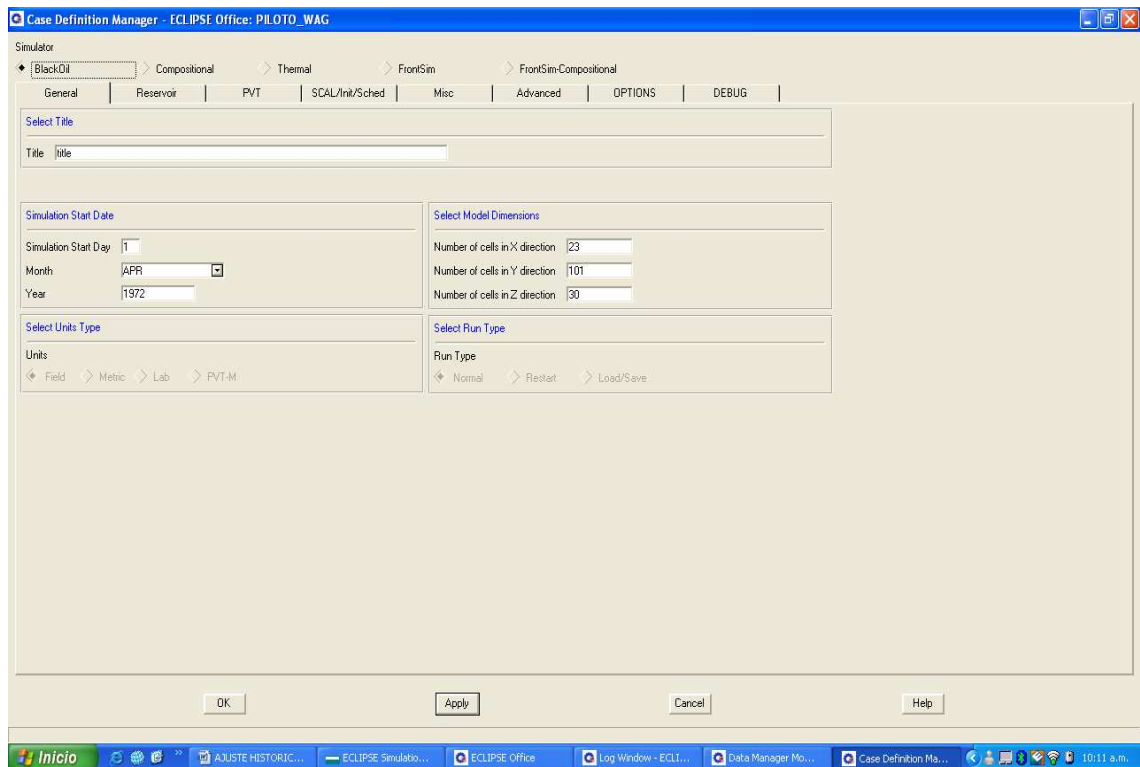 Case Definition Manager - ECLIPSE Office: PILOTO_WAG
Simulator
BlackOil Compositional Thermal FrontSim FrontSim-Compositional
General Reservoir PVT SCAL/Init/Sched Misc Advanced OPTIONS DEBUG
Select Title
Title title
Simulation Start Date Select Model Dimensions
Simulation Start Day 1 Number of cells in X direction 23
Month APR Number of cells in Y direction 101
Year 1972 Number of cells in Z direction 30
Select Units Type Select Run Type
Units Run Type
Field Metric Lab PVT-M Normal Restart Load/Save
OK Apply Cancel Help
Inicio AJUSTE HISTORIC... ECLIPSE Simulatio... ECLIPSE Office Log Window - ECLI... Data Manager Mo... Case Definition Ma... 10:11 a.m.